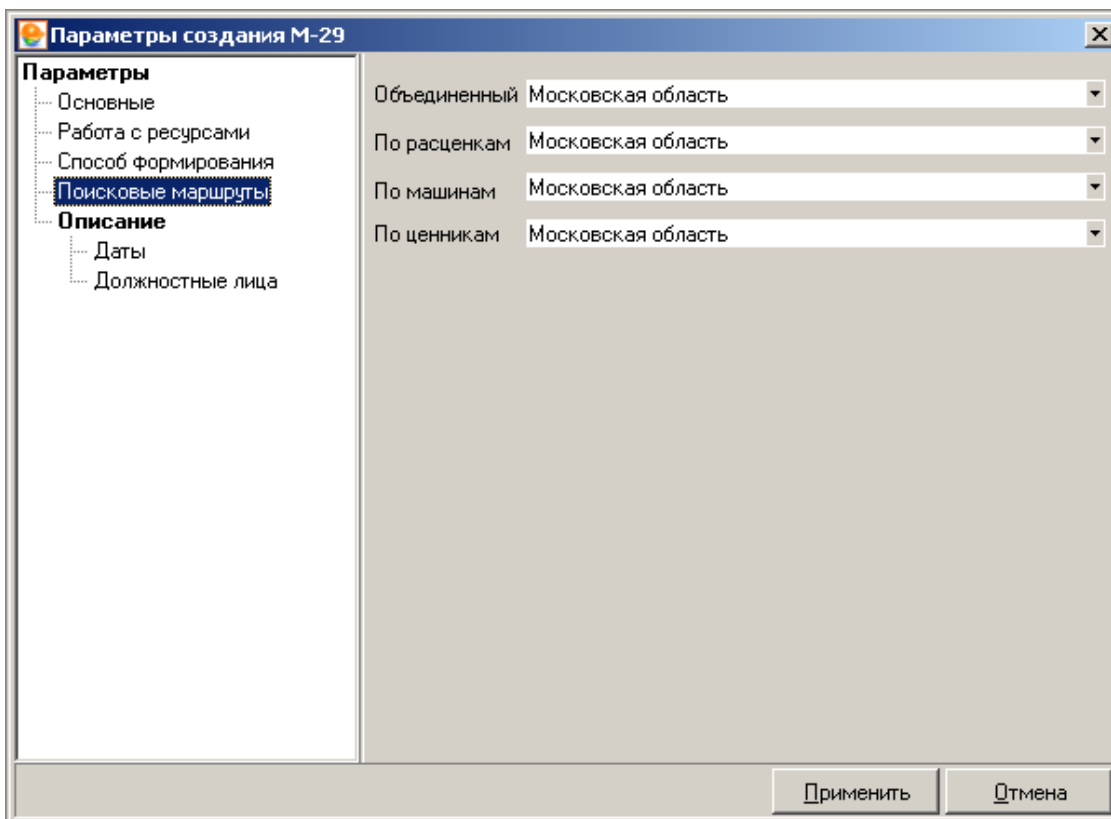 Параметры создания М-29
Параметры
Основные
Работа с ресурсами
Способ формирования
Поисковые маршруты
Описание
Даты
Должностные лица
Объединенный Московская область
По расценкам Московская область
По машинам Московская область
По ценникам Московская область
Применить Отмена